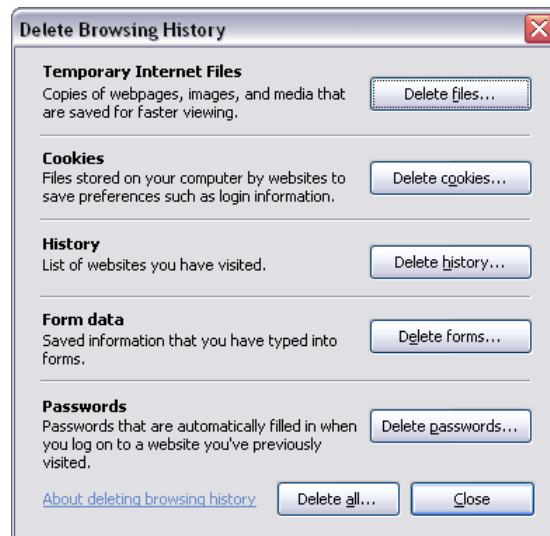 Delete Browsing History
Temporary Internet Files
Copies of webpages, images, and media that
are saved for faster viewing.
Delete files...
Cookies
Files stored on your computer by websites to
save preferences such as login information.
Delete cookies...
History
List of websites you have visited.
Delete history...
Form data
Saved information that you have typed into
forms.
Delete forms...
Passwords
Passwords that are automatically filled in when
you log on to a website you've previously
visited.
Delete passwords...
About deleting browsing history
Delete all...
Close